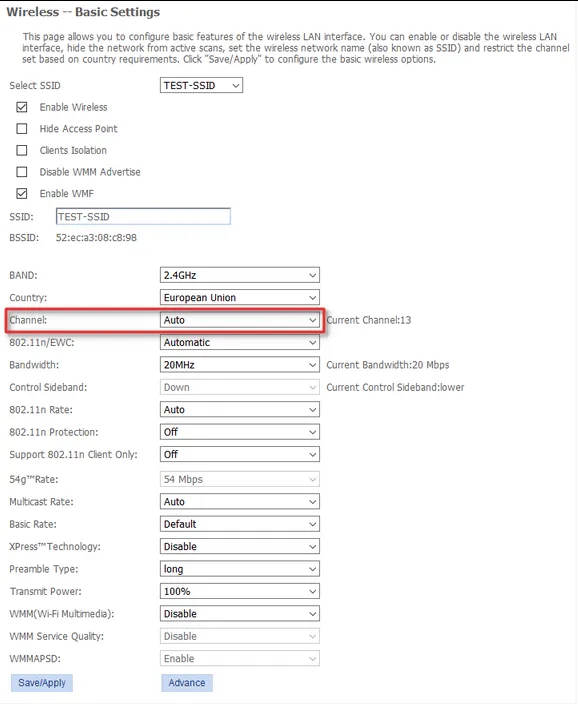 Wireless -- Basic Settings
This page allows you to configure basic features of the wireless LAN interface. You can enable or disable the wireless LAN
interface, hide the network from active scans, set the wireless network name (also known as SSID) and restrict the channel
set based on country requirements. Click "Save/Apply" to configure the basic wireless options.
Select SSID TEST-SSID
Enable Wireless
Hide Access Point
Clients Isolation
Disable WMM Advertise
Enable WMF
SSID: TEST-SSID
BSSID: 52:ec:a3:08:c8:98
BAND: 2.4GHz
Country: European Union
Channel: Auto Current Channel:13
802.11n/EWC: Automatic
Bandwidth: 20MHz Current Bandwidth:20 Mbps
Control Sideband: Down Current Control Sideband:lower
802.11n Rate: Auto
802.11n Protection: Off
Support 802.11n Client Only: Off
54g™Rate: 54 Mbps
Multicast Rate: Auto
Basic Rate: Default
XPress™Technology: Disable
Preamble Type: long
Transmit Power: 100%
WMM(Wi-Fi Multimedia): Disable
WMM Service Quality: Disable
WMMAPSD: Enable
Save/Apply Advance